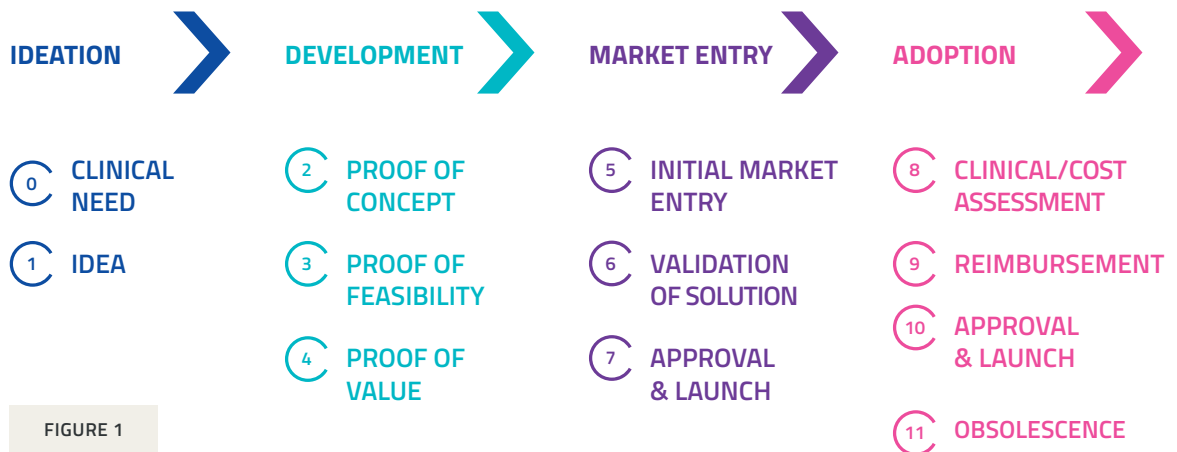 IDEATION
DEVELOPMENT
MARKET ENTRY
ADOPTION
0 CLINICAL
NEED
1 IDEA
2 PROOF OF
CONCEPT
3 PROOF OF
FEASIBILITY
4 PROOF OF
VALUE
5 INITIAL MARKET
ENTRY
6 VALIDATION
OF SOLUTION
7 APPROVAL
& LAUNCH
8 CLINICAL/COST
ASSESSMENT
9 REIMBURSEMENT
10 APPROVAL
& LAUNCH
11 OBSOLESCENCE
FIGURE 1